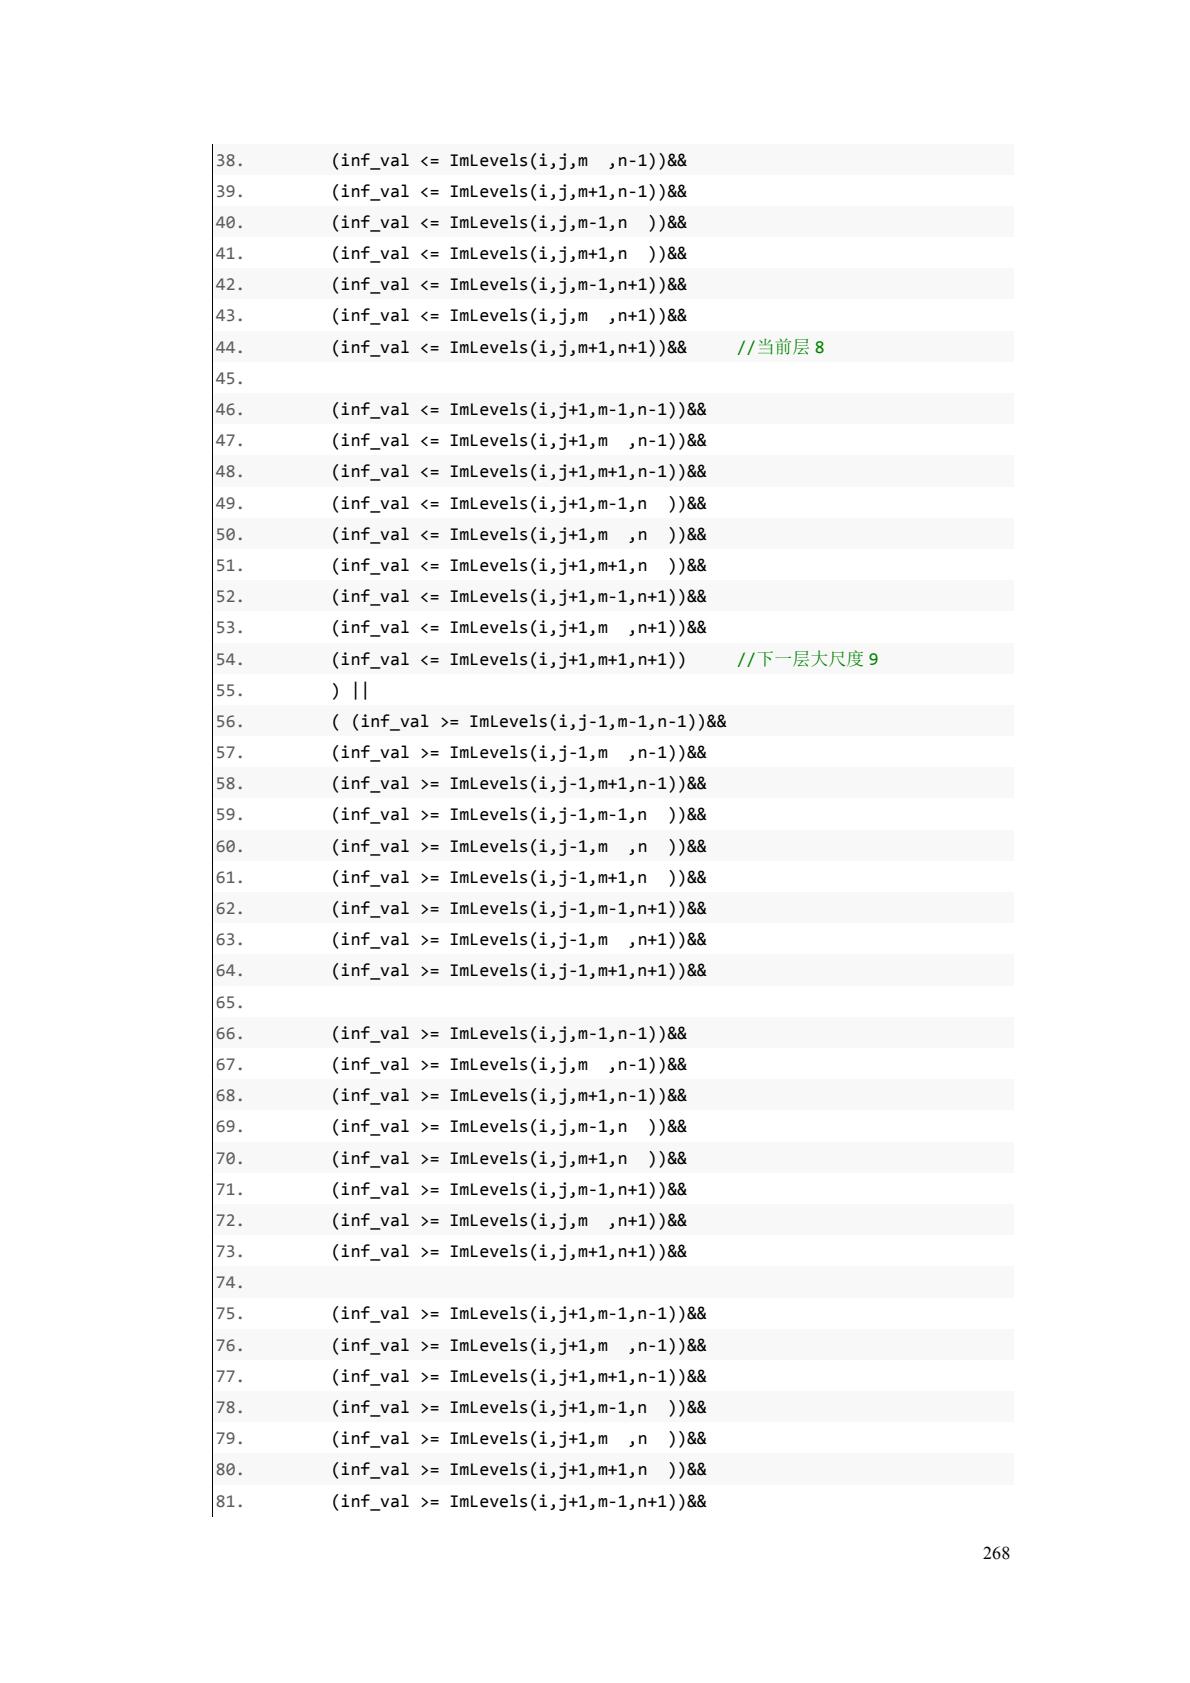 38. (inf_val <= ImLevels(i,j,m  ,n-1))&&
39. (inf_val <= ImLevels(i,j,m+1,n-1))&&
40. (inf_val <= ImLevels(i,j,m-1,n  ))&&
41. (inf_val <= ImLevels(i,j,m+1,n  ))&&
42. (inf_val <= ImLevels(i,j,m-1,n+1))&&
43. (inf_val <= ImLevels(i,j,m  ,n+1))&&
44. (inf_val <= ImLevels(i,j,m+1,n+1))&&     //当前层 8
45.
46. (inf_val <= ImLevels(i,j+1,m-1,n-1))&&
47. (inf_val <= ImLevels(i,j+1,m  ,n-1))&&
48. (inf_val <= ImLevels(i,j+1,m+1,n-1))&&
49. (inf_val <= ImLevels(i,j+1,m-1,n  ))&&
50. (inf_val <= ImLevels(i,j+1,m  ,n  ))&&
51. (inf_val <= ImLevels(i,j+1,m+1,n  ))&&
52. (inf_val <= ImLevels(i,j+1,m-1,n+1))&&
53. (inf_val <= ImLevels(i,j+1,m  ,n+1))&&
54. (inf_val <= ImLevels(i,j+1,m+1,n+1))     //下一层大尺度 9
55. ) ||
56. ( (inf_val >= ImLevels(i,j-1,m-1,n-1))&&
57. (inf_val >= ImLevels(i,j-1,m  ,n-1))&&
58. (inf_val >= ImLevels(i,j-1,m+1,n-1))&&
59. (inf_val >= ImLevels(i,j-1,m-1,n  ))&&
60. (inf_val >= ImLevels(i,j-1,m  ,n  ))&&
61. (inf_val >= ImLevels(i,j-1,m+1,n  ))&&
62. (inf_val >= ImLevels(i,j-1,m-1,n+1))&&
63. (inf_val >= ImLevels(i,j-1,m  ,n+1))&&
64. (inf_val >= ImLevels(i,j-1,m+1,n+1))&&
65.
66. (inf_val >= ImLevels(i,j,m-1,n-1))&&
67. (inf_val >= ImLevels(i,j,m  ,n-1))&&
68. (inf_val >= ImLevels(i,j,m+1,n-1))&&
69. (inf_val >= ImLevels(i,j,m-1,n  ))&&
70. (inf_val >= ImLevels(i,j,m+1,n  ))&&
71. (inf_val >= ImLevels(i,j,m-1,n+1))&&
72. (inf_val >= ImLevels(i,j,m  ,n+1))&&
73. (inf_val >= ImLevels(i,j,m+1,n+1))&&
74.
75. (inf_val >= ImLevels(i,j+1,m-1,n-1))&&
76. (inf_val >= ImLevels(i,j+1,m  ,n-1))&&
77. (inf_val >= ImLevels(i,j+1,m+1,n-1))&&
78. (inf_val >= ImLevels(i,j+1,m-1,n  ))&&
79. (inf_val >= ImLevels(i,j+1,m  ,n  ))&&
80. (inf_val >= ImLevels(i,j+1,m+1,n  ))&&
81. (inf_val >= ImLevels(i,j+1,m-1,n+1))&&
268